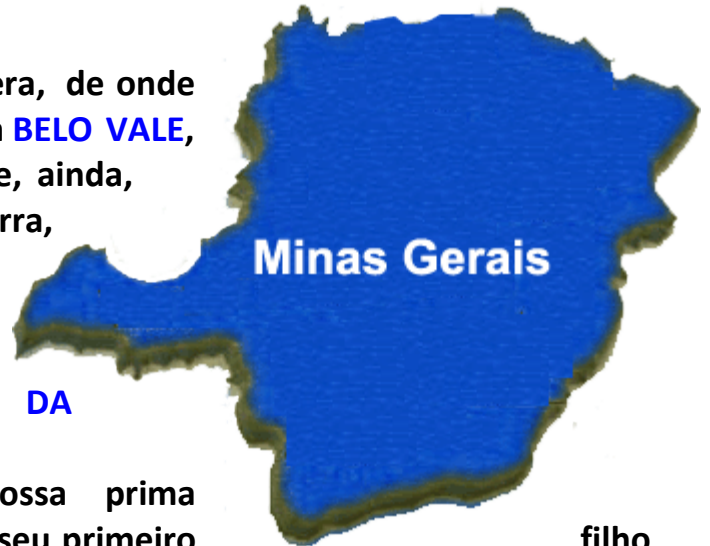 era, de onde
BELO VALE,
e, ainda,
rra,
Minas Gerais
DA
ossa prima
seu primeiro filho